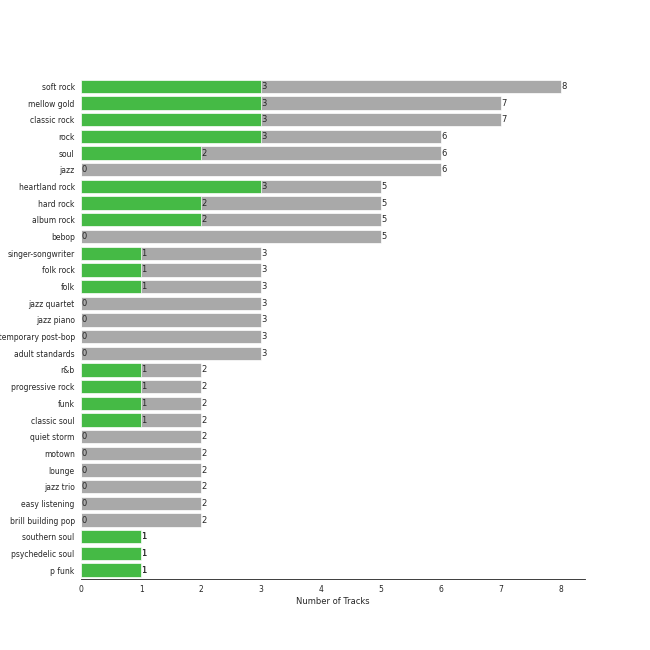 soft rock 3 8
mellow gold 3 7
classic rock 3 7
rock 3 6
soul 2 6
jazz 0 6
heartland rock 3 5
hard rock 2 5
album rock 2 5
bebop 0 5
singer-songwriter 1 3
folk rock 1 3
folk 1 3
jazz quartet 0 3
jazz piano 0 3
temporary post-bop 0 3
adult standards 0 3
r&b 1 2
progressive rock 1 2
funk 1 2
classic soul 1 2
quiet storm 0 2
motown 0 2
lounge 0 2
jazz trio 0 2
easy listening 0 2
brill building pop 0 2
southern soul 1
psychedelic soul 1
p funk 1
0 1 2 3 4 5 6 7 8
Number of Tracks